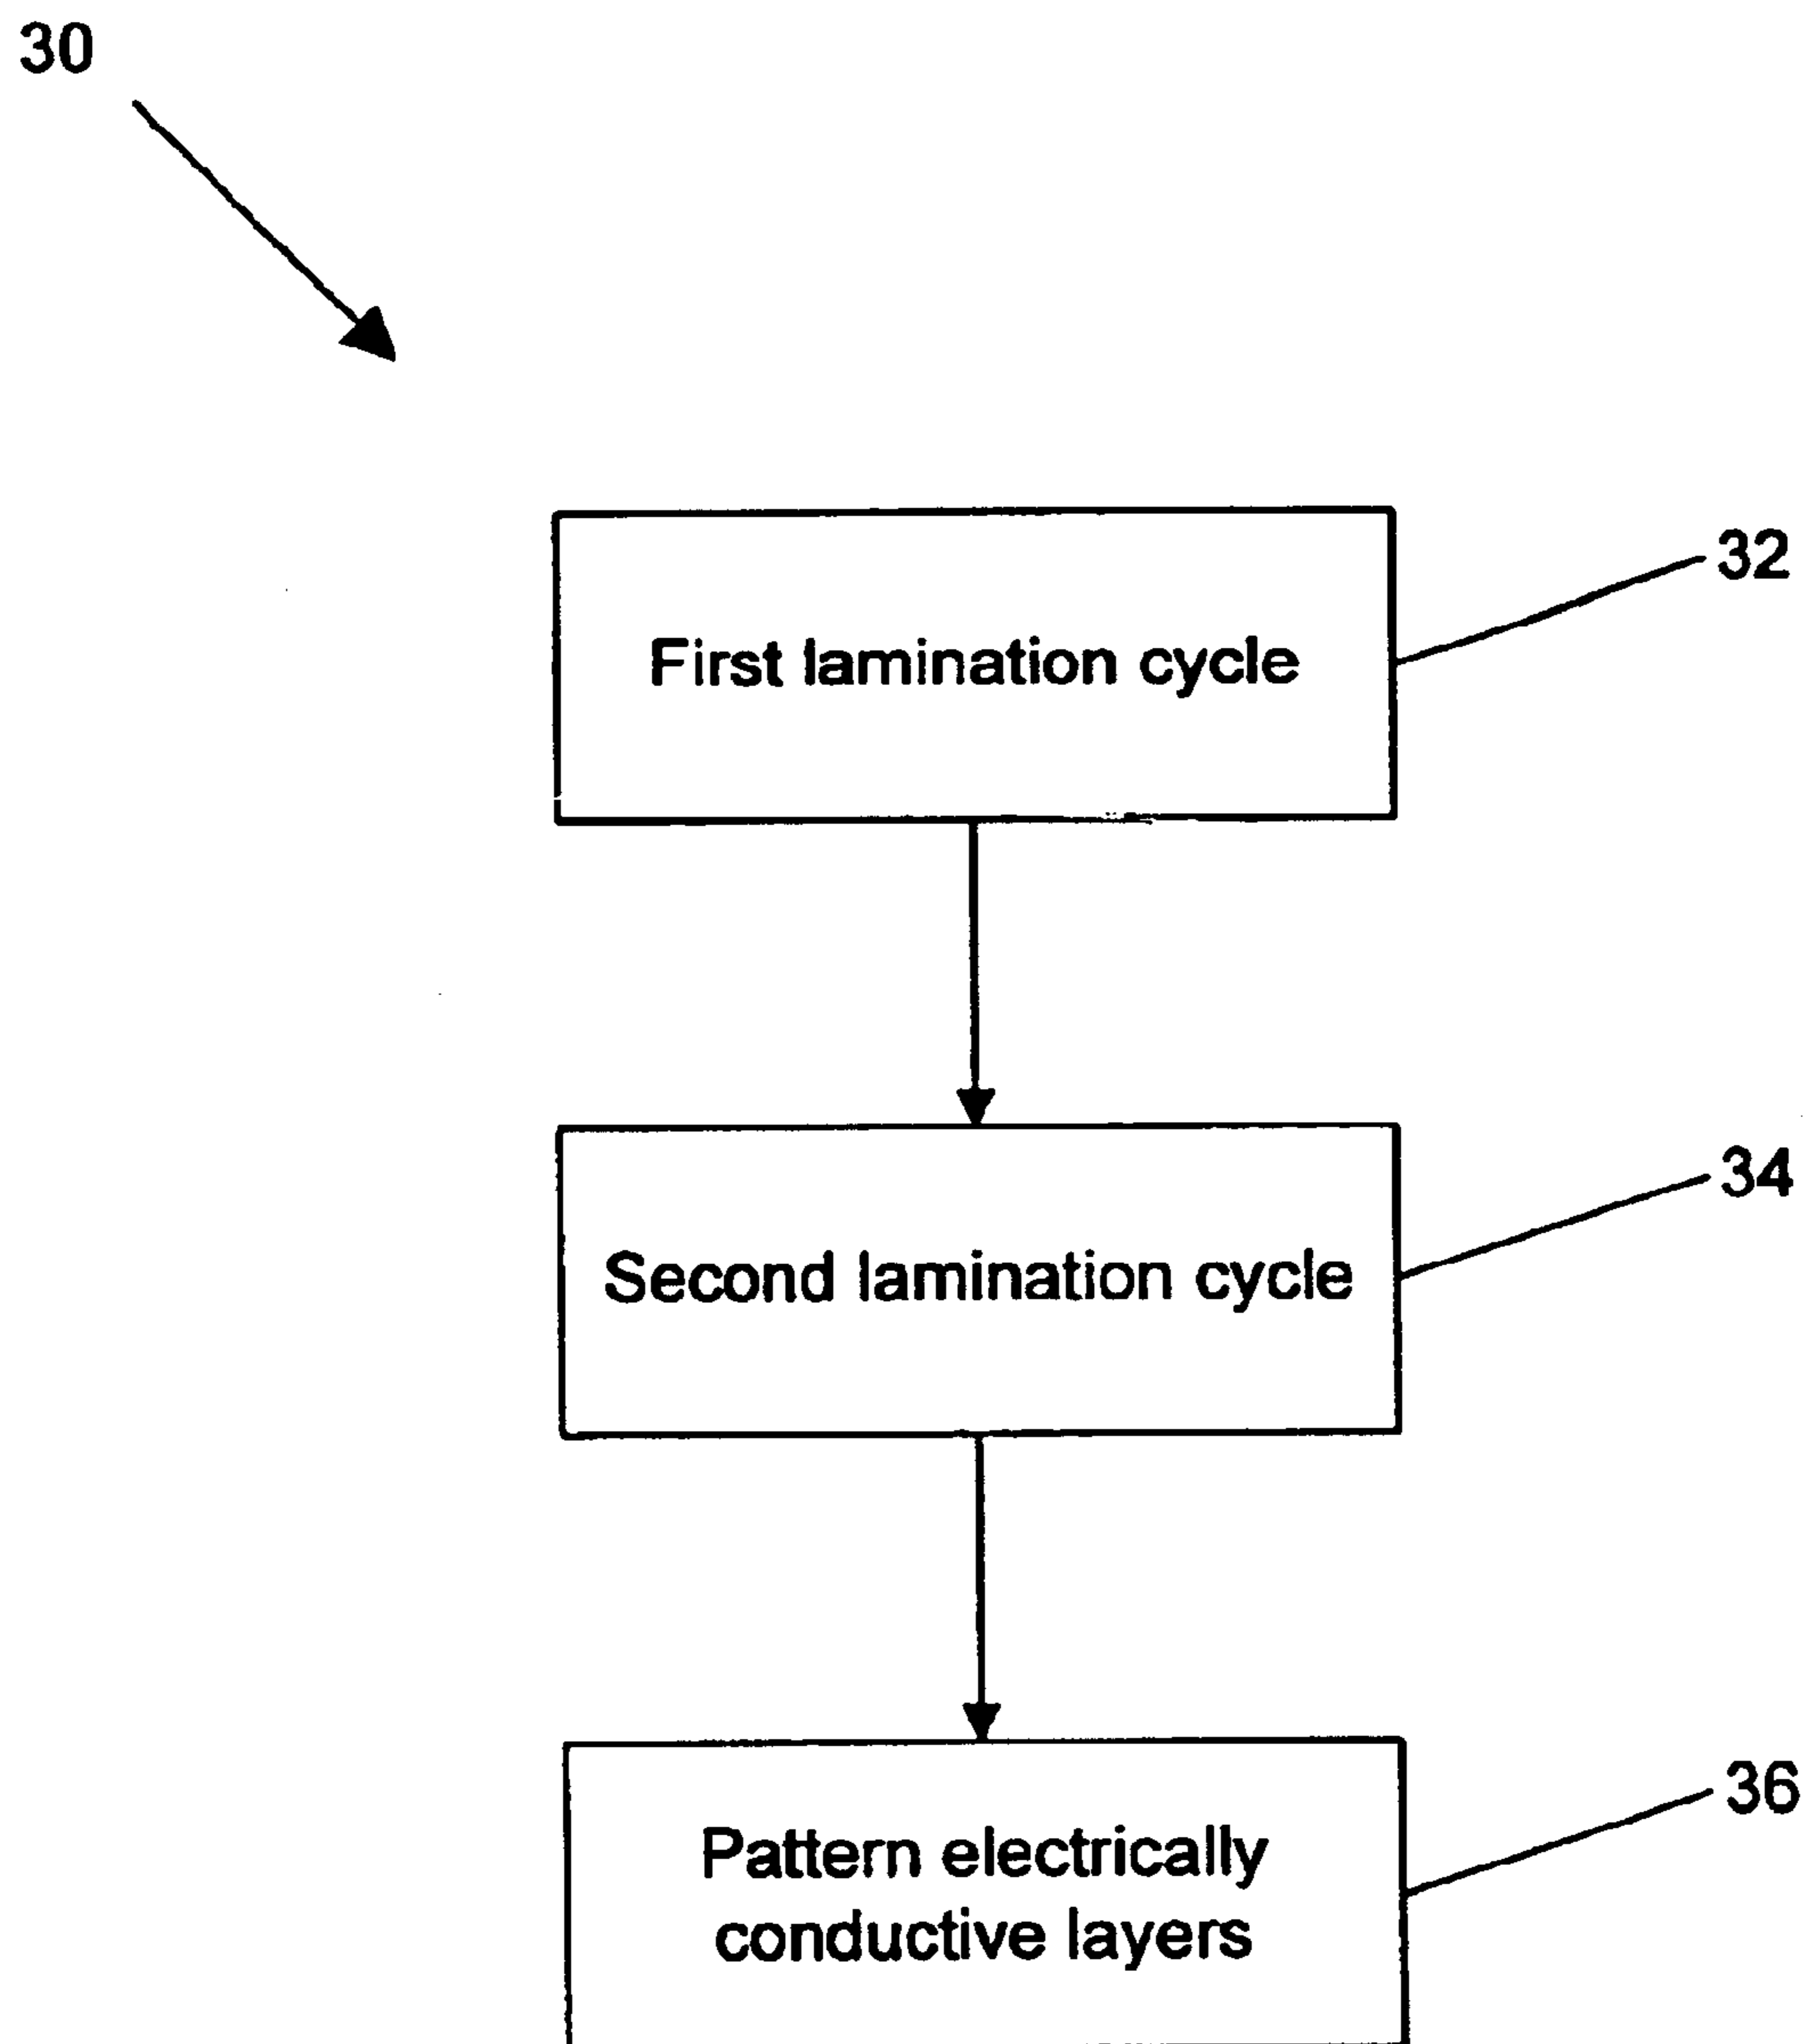 30
First lamination cycle
32
Second lamination cycle
34
Pattern electrically
conductive layers
36